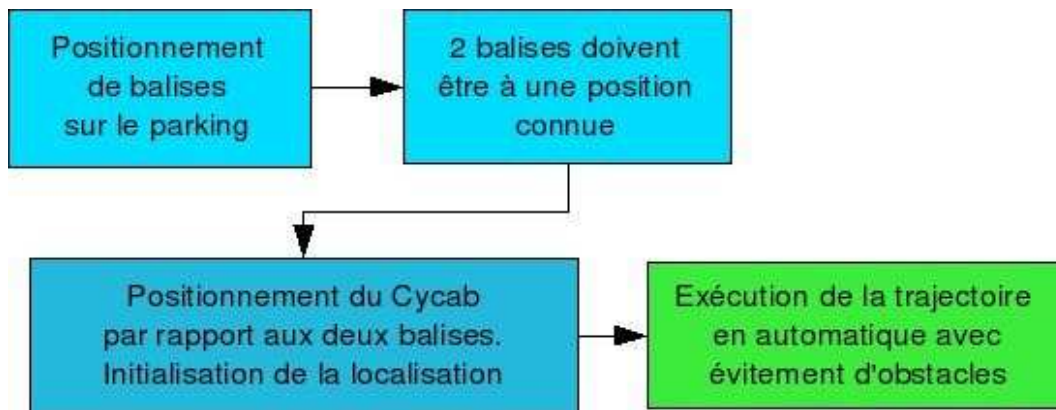 Positionnement
de balises
sur le parking
2 balises doivent
être à une position
connue
Positionnement du Cycab
par rapport aux deux balises.
Initialisation de la localisation
Exécution de la trajectoire
en automatique avec
évitement d'obstacles